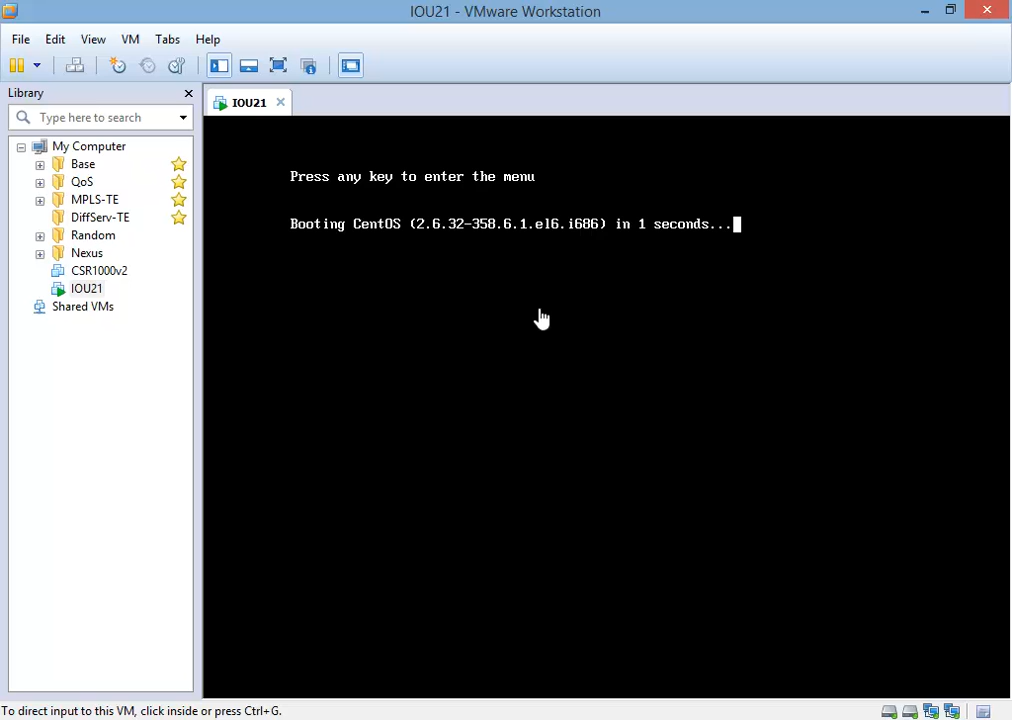 IOU21 - VMware Workstation
File Edit View VM Tabs Help
Library
Type here to search
My Computer
Base
QoS
MPLS-TE
DiffServ-TE
Random
Nexus
CSR1000v2
IOU21
Shared VMs
IOU21
Press any key to enter the menu
Booting CentOS (2.6.32-358.6.1.el6.i686) in 1 seconds...
To direct input to this VM, click inside or press Ctrl+G.